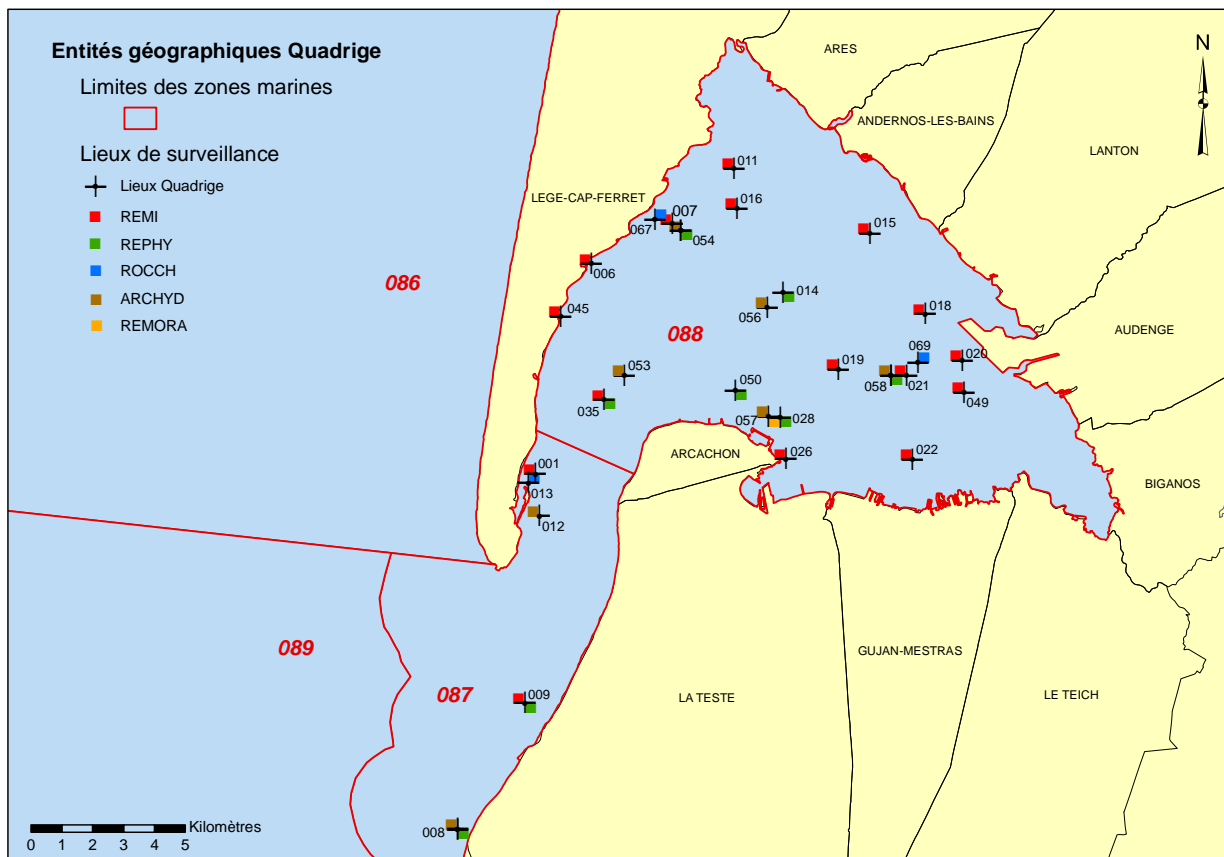 Entités géographiques Quadrige
Limites des zones marines
Lieux de surveillance
Lieux Quadrige
REMI
REPHY
ROCCH
ARCHYD
REMORA
N
ARES
ANDERNOS-LES-BAINS
LANTON
LEGE-CAP-FERRET
AUDENGE
BIGANOS
ARCACHON
GUJAN-MESTRAS
LA TESTE
LE TEICH
086
088
089
087
011
016
007
067
054
015
006
014
056
045
018
053
019
069
020
058
021
049
035
050
057
028
026
022
001
013
012
009
008
Kilomètres
0 1 2 3 4 5